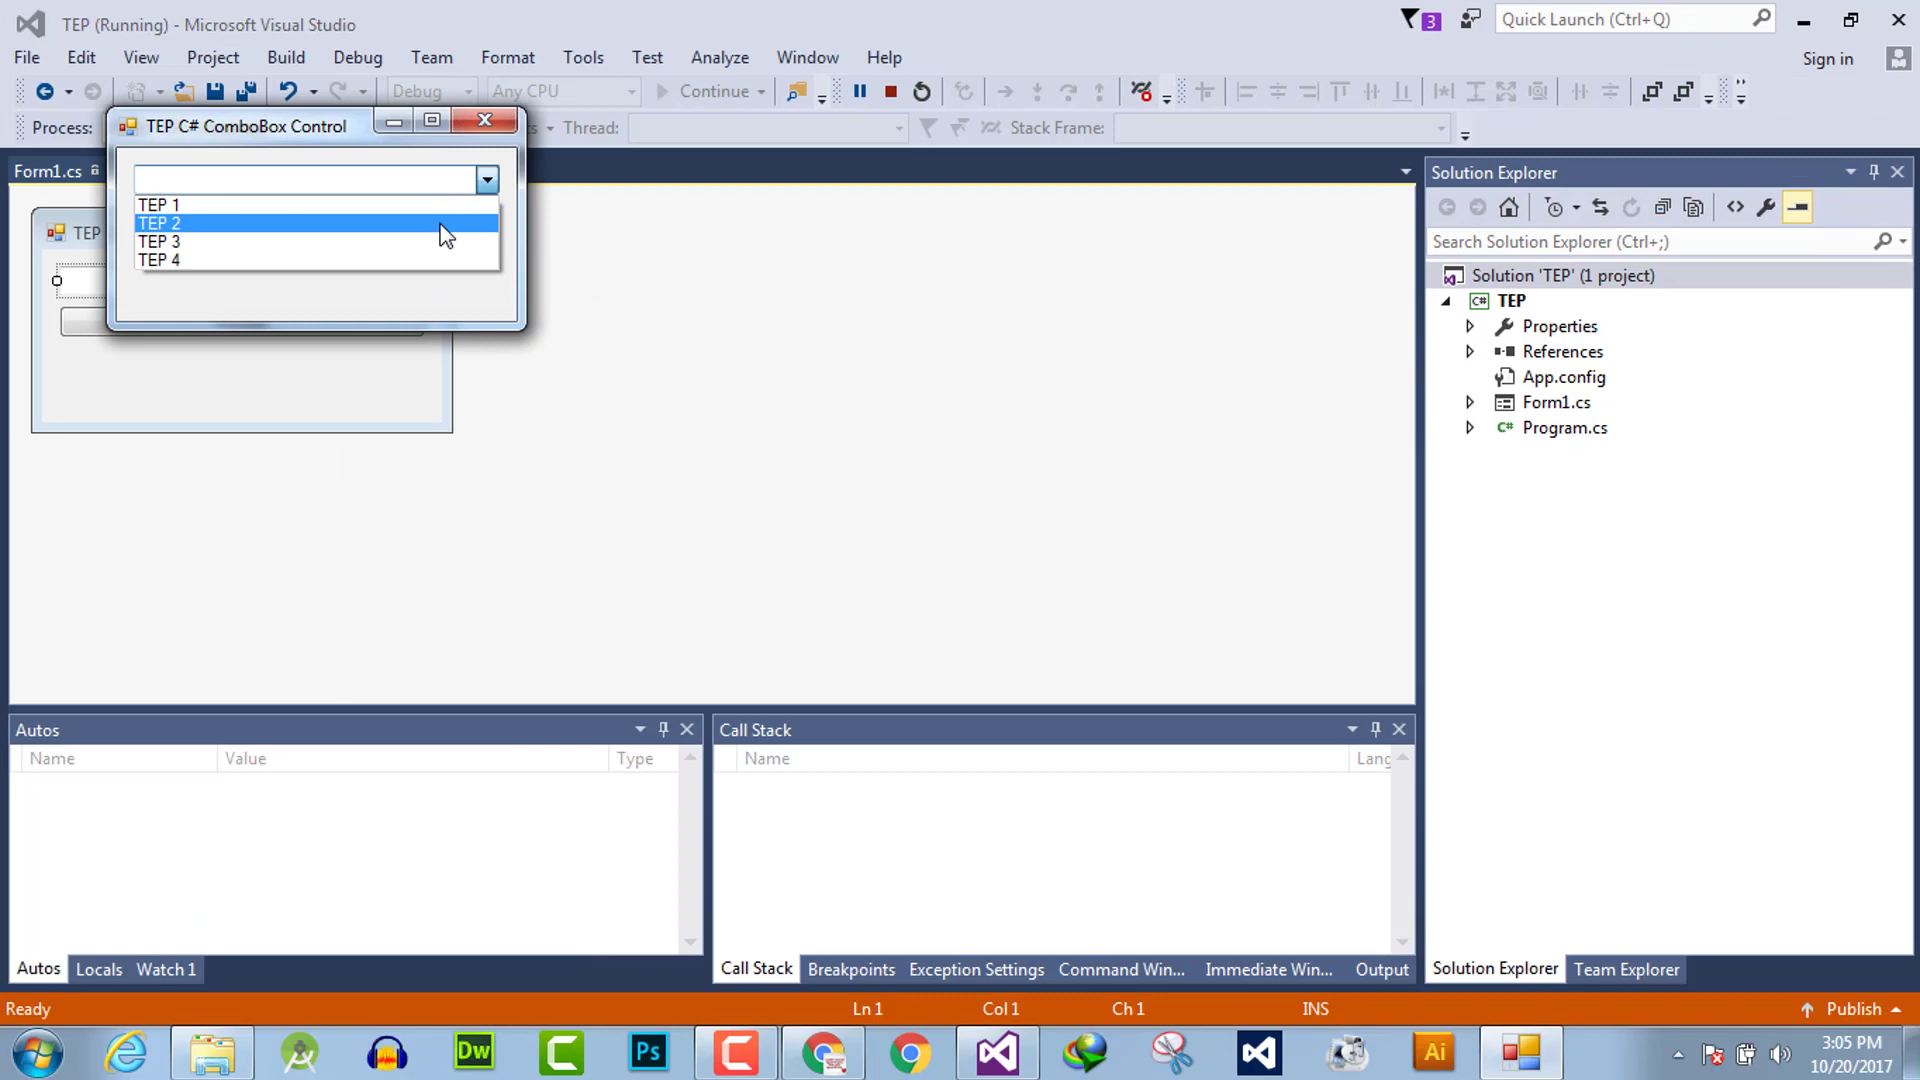 TEP (Running) - Microsoft Visual Studio
3
Quick Launch (Ctrl+Q)
File Edit View Project Build Debug Team Format Tools Test Analyze Window Help
Sign in
Debug Any CPU Continue
TEP C# ComboBox Control
Process: Thread: Stack Frame:
Form1.cs
TEP 1
TEP 2
TEP 3
TEP 4
TEP
Solution Explorer
Search Solution Explorer (Ctrl+;)
Solution 'TEP' (1 project)
C# TEP
Properties
References
App.config
Form1.cs
C# Program.cs
Autos
Name Value Type
Call Stack
Name Lang
Autos Locals Watch 1
Call Stack Breakpoints Exception Settings Command Win... Immediate Win... Output
Solution Explorer Team Explorer
Ready Ln 1 Col 1 Ch 1 INS Publish
Dw Ps Ai
3:05 PM
10/20/2017